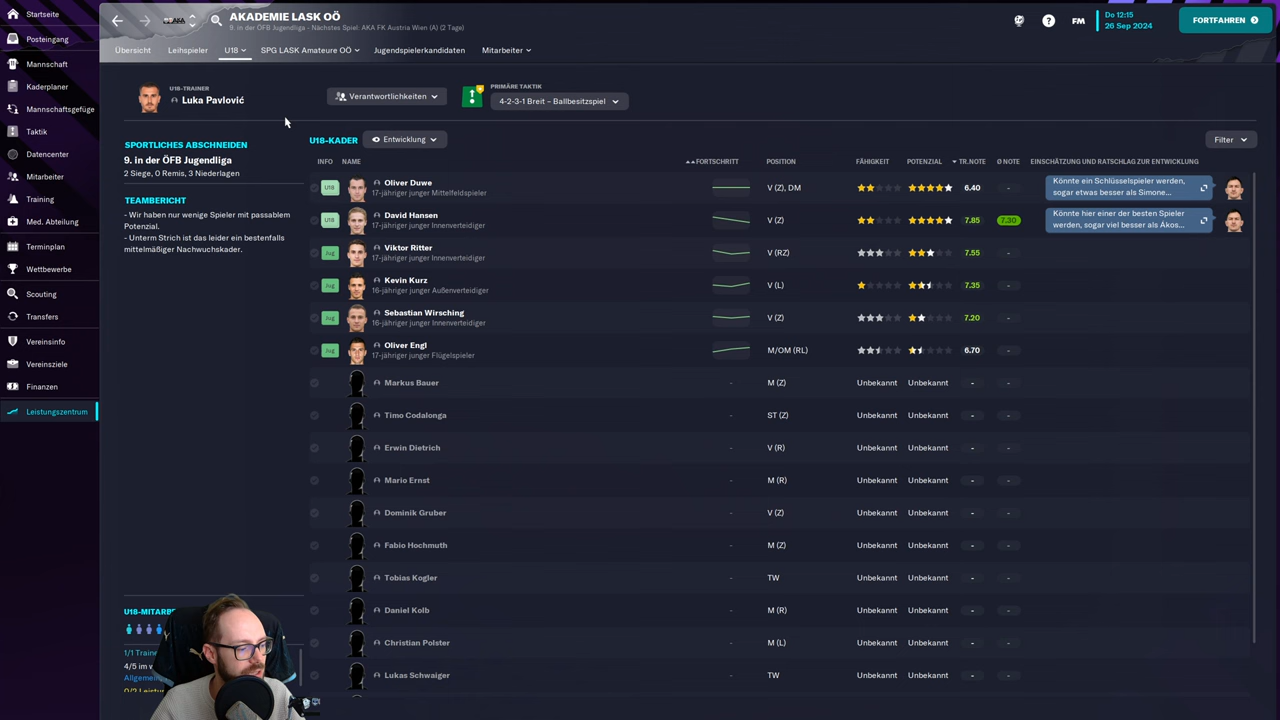 Startseite
Posteingang
Mannschaft
Kaderplaner
Mannschaftsgefüge
Taktik
Datencenter
Mitarbeiter
Training
Med. Abteilung
Terminplan
Wettbewerbe
Scouting
Transfers
Vereinsinfo
Vereinsziele
Finanzen
Leistungszentrum
AKADEMIE LASK OÖ
9. in der ÖFB Jugendliga - Nächstes Spiel: AKA FK Austria Wien (A) (2 Tage)
FM
Do 12:15
26 Sep 2024
FORTFAHREN
Übersicht
Leihspieler
U18
SPG LASK Amateure OÖ
Jugendspielerkandidaten
Mitarbeiter
U18-TRAINER
Luka Pavlović
Verantwortlichkeiten
PRIMÄRE TAKTIK
4-2-3-1 Breit – Ballbesitzspiel
SPORTLICHES ABSCHNEIDEN
9. in der ÖFB Jugendliga
2 Siege, 0 Remis, 3 Niederlagen
TEAMBERICHT
- Wir haben nur wenige Spieler mit passablem
Potenzial.
- Unterm Strich ist das leider ein bestenfalls
mittelmäßiger Nachwuchskader.
U18-KADER
Entwicklung
Filter
INFO NAME FORTSCHRITT POSITION FÄHIGKEIT POTENZIAL TR.NOTE Ø NOTE EINSCHÄTZUNG UND RATSCHLAG ZUR ENTWICKLUNG
U18 Oliver Duwe V (Z), DM 6.40 -
17-jähriger junger Mittelfeldspieler
Könnte ein Schlüsselspieler werden,
sogar etwas besser als Simone...
U18 David Hansen V (Z) 7.85 7.30
17-jähriger junger Innenverteidiger
Könnte hier einer der besten Spieler
werden, sogar viel besser als Ákos...
Jug Viktor Ritter V (RZ) 7.55 -
17-jähriger junger Innenverteidiger
Jug Kevin Kurz V (L) 7.35 -
16-jähriger junger Außenverteidiger
Jug Sebastian Wirsching V (Z) 7.20 -
16-jähriger junger Innenverteidiger
Jug Oliver Engl M/OM (RL) 6.70 -
17-jähriger junger Flügelspieler
Markus Bauer - M (Z) Unbekannt Unbekannt - -
Timo Codalonga - ST (Z) Unbekannt Unbekannt - -
Erwin Dietrich - V (R) Unbekannt Unbekannt - -
Mario Ernst - M (R) Unbekannt Unbekannt - -
Dominik Gruber - V (Z) Unbekannt Unbekannt - -
Fabio Hochmuth - M (Z) Unbekannt Unbekannt - -
Tobias Kogler - TW Unbekannt Unbekannt - -
Daniel Kolb - M (R) Unbekannt Unbekannt - -
Christian Polster - M (L) Unbekannt Unbekannt - -
Lukas Schwaiger - TW Unbekannt Unbekannt - -
1/1
4/5 im